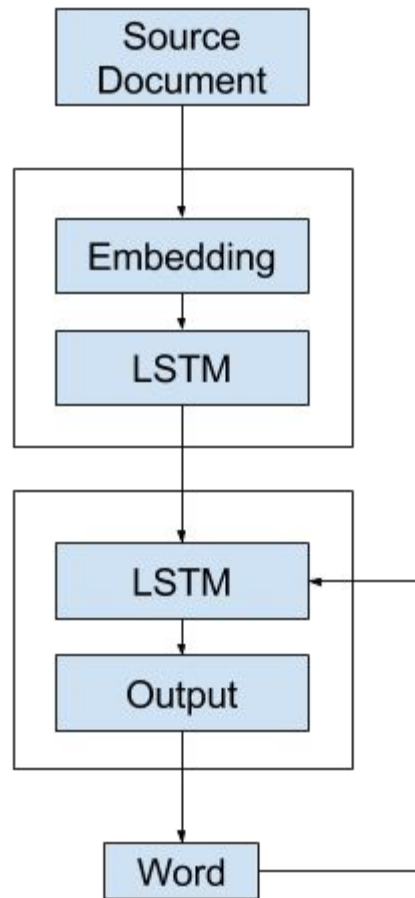 Source
Document
Embedding
LSTM
LSTM
Output
Word